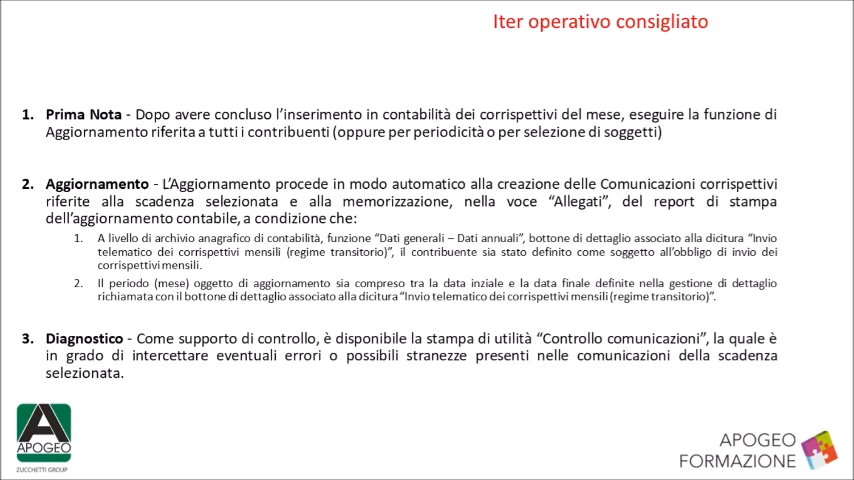 Iter operativo consigliato
1. Prima Nota - Dopo avere concluso l’inserimento in contabilità dei corrispettivi del mese, eseguire la funzione di
Aggiornamento riferita a tutti i contribuenti (oppure per periodicità o per selezione di soggetti)
2. Aggiornamento - L’Aggiornamento procede in modo automatico alla creazione delle Comunicazioni corrispettivi
riferite alla scadenza selezionata e alla memorizzazione, nella voce “Allegati”, del report di stampa
dell’aggiornamento contabile, a condizione che:
1. A livello di archivio anagrafico di contabilità, funzione “Dati generali – Dati annuali”, bottone di dettaglio associato alla dicitura “Invio
telematico dei corrispettivi mensili (regime transitorio)”, il contribuente sia stato definito come soggetto all’obbligo di invio dei
corrispettivi mensili.
2. Il periodo (mese) oggetto di aggiornamento sia compreso tra la data inziale e la data finale definite nella gestione di dettaglio
richiamata con il bottone di dettaglio associato alla dicitura “Invio telematico dei corrispettivi mensili (regime transitorio)”.
3. Diagnostico - Come supporto di controllo, è disponibile la stampa di utilità “Controllo comunicazioni”, la quale è
in grado di intercettare eventuali errori o possibili stranezze presenti nelle comunicazioni della scadenza
selezionata.
APOGEO
ZUCCHETTI GROUP
APOGEO
FORMAZIONE